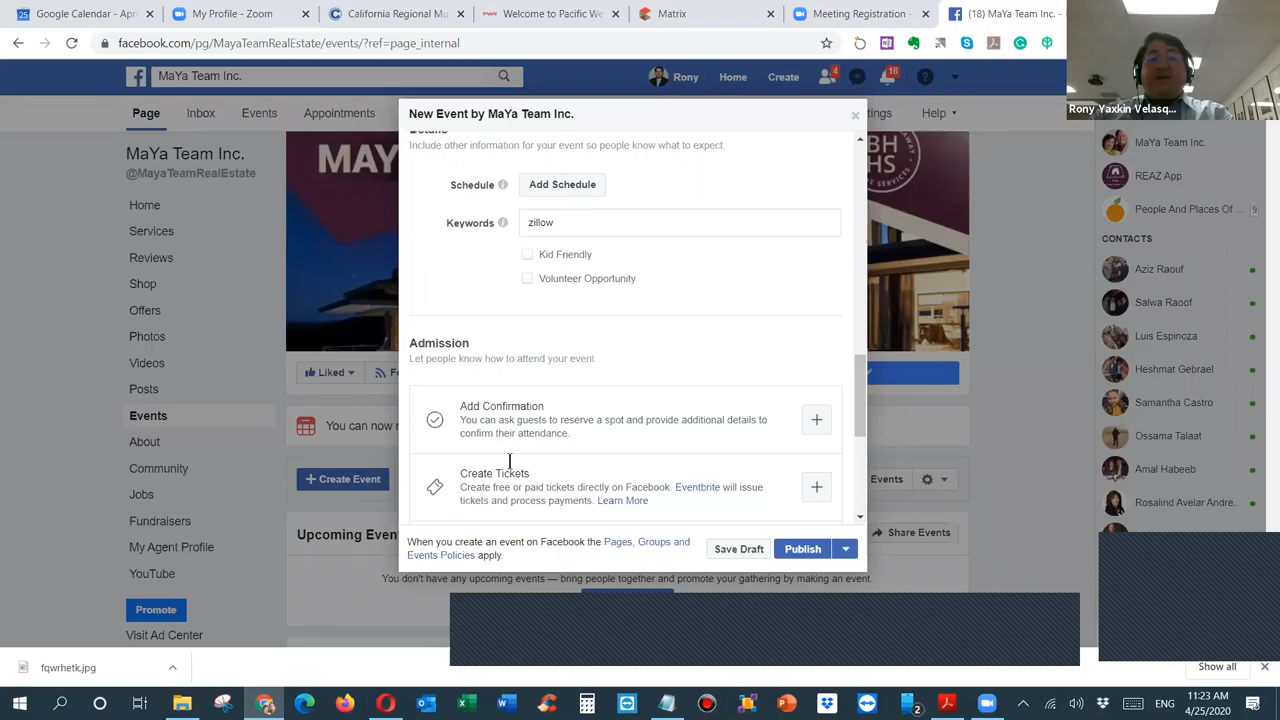 Google Calendar - Apri
My Profile - Zoom
California Regional Mu
Welcome to Pacific We
Matrix
Meeting Registration -
(18) MaYa Team Inc. -
facebook.com/pg/MayaTeamRealEstate/events/?ref=page_internal
MaYa Team Inc.
Rony
Home
Create
4
18
Rony Yaxkin Velasq...
Page
Inbox
Events
Appointments
Help
New Event by MaYa Team Inc.
MaYa Team Inc.
@MayaTeamRealEstate
Home
Services
Reviews
Shop
Offers
Photos
Videos
Posts
Events
About
Community
Jobs
Fundraisers
My Agent Profile
YouTube
Promote
Visit Ad Center
Liked
You can now
+ Create Event
Upcoming
Events
Share Events
You don't have any upcoming events — bring people together and promote your gathering by making an event.
Details
Include other information for your event so people know what to expect.
Schedule
Add Schedule
Keywords
zillow
Kid Friendly
Volunteer Opportunity
Admission
Let people know how to attend your event
Add Confirmation
You can ask guests to reserve a spot and provide additional details to
confirm their attendance.
Create Tickets
Create free or paid tickets directly on Facebook. Eventbrite will issue
tickets and process payments. Learn More
When you create an event on Facebook the Pages, Groups and
Events Policies apply.
Save Draft
Publish
MaYa Team Inc.
REAZ App
People And Places Of ...
9
CONTACTS
Aziz Raouf
Salwa Raoof
Luis Espinoza
Heshmat Gebrael
Samantha Castro
Ossama Talaat
Amal Habeeb
Rosalind Avelar Andre...
fqwrhetk.jpg
Show all
2
ENG
11:23 AM
4/25/2020